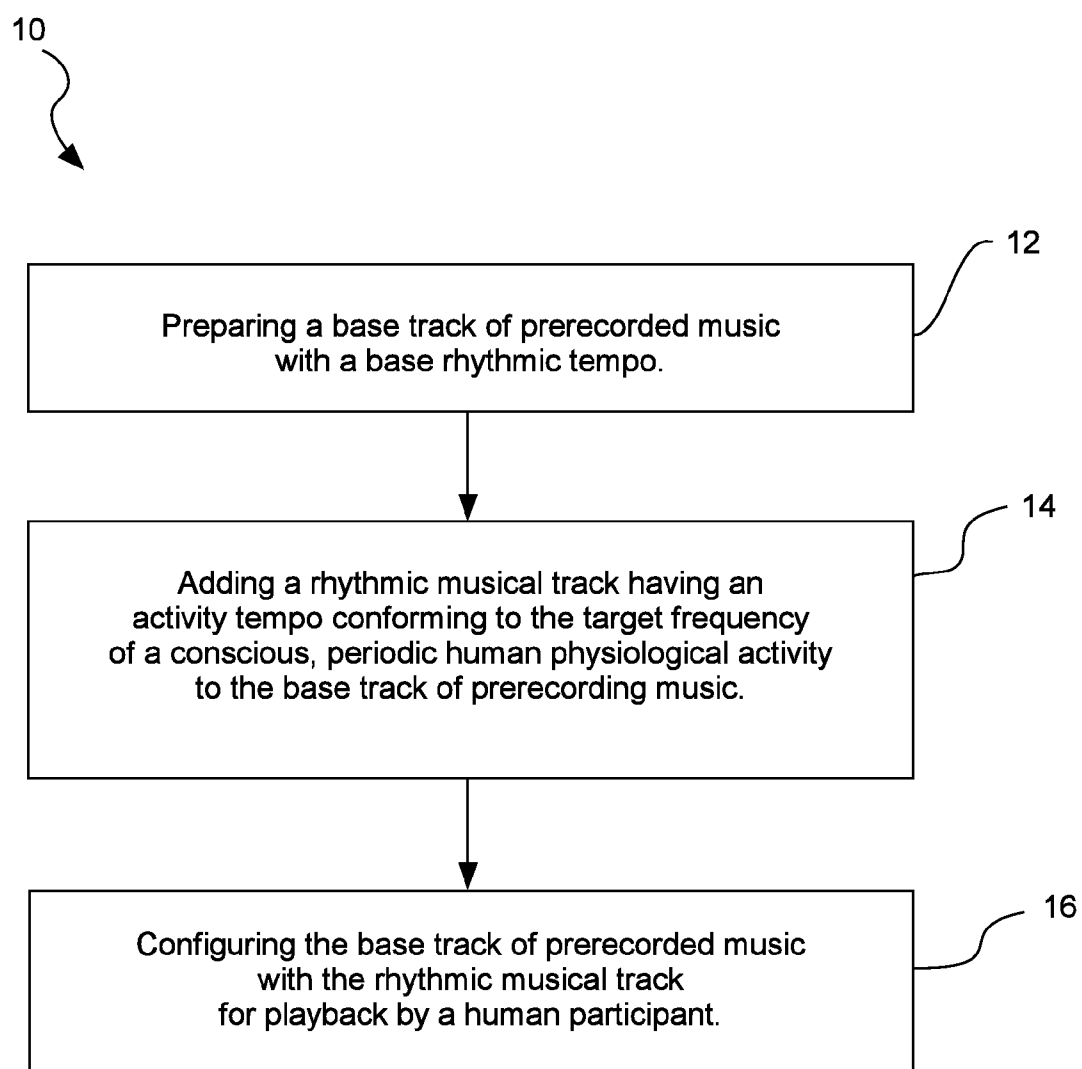 10
12
Preparing a base track of prerecorded music
with a base rhythmic tempo.
14
Adding a rhythmic musical track having an
activity tempo conforming to the target frequency
of a conscious, periodic human physiological activity
to the base track of prerecording music.
16
Configuring the base track of prerecorded music
with the rhythmic musical track
for playback by a human participant.